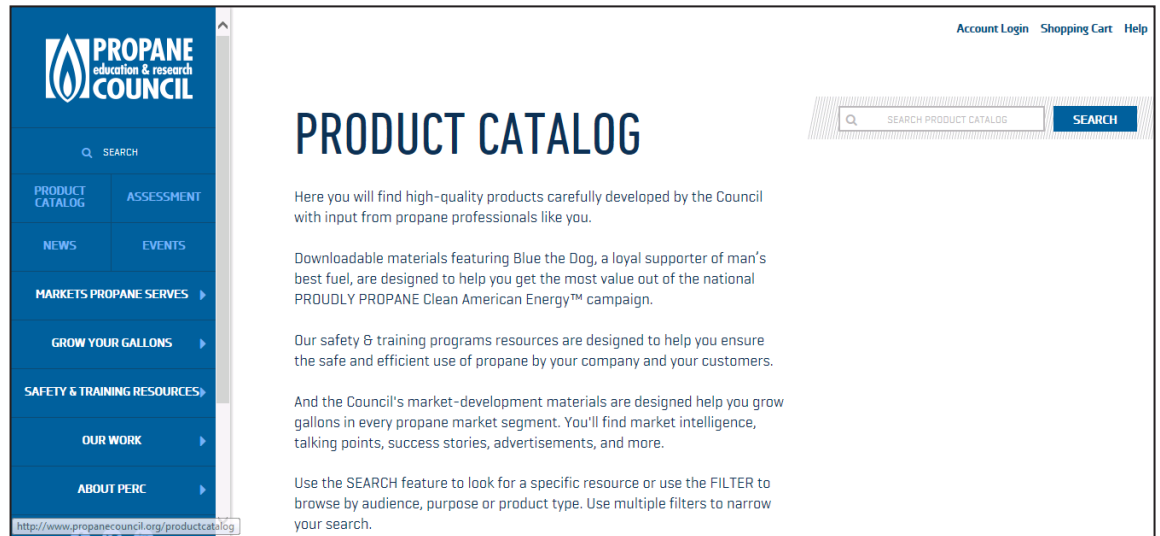 PROPANE
education & research
COUNCIL
SEARCH
PRODUCT CATALOG
ASSESSMENT
NEWS
EVENTS
MARKETS PROPANE SERVES
GROW YOUR GALLONS
SAFETY & TRAINING RESOURCES
OUR WORK
ABOUT PERC
http://www.propanecouncil.org/productcatalog
Account Login Shopping Cart Help
PRODUCT CATALOG
SEARCH PRODUCT CATALOG
SEARCH
Here you will find high-quality products carefully developed by the Council
with input from propane professionals like you.
Downloadable materials featuring Blue the Dog, a loyal supporter of man's
best fuel, are designed to help you get the most value out of the national
PROUDLY PROPANE Clean American Energy™ campaign.
Our safety & training programs resources are designed to help you ensure
the safe and efficient use of propane by your company and your customers.
And the Council's market-development materials are designed help you grow
gallons in every propane market segment. You'll find market intelligence,
talking points, success stories, advertisements, and more.
Use the SEARCH feature to look for a specific resource or use the FILTER to
browse by audience, purpose or product type. Use multiple filters to narrow
your search.